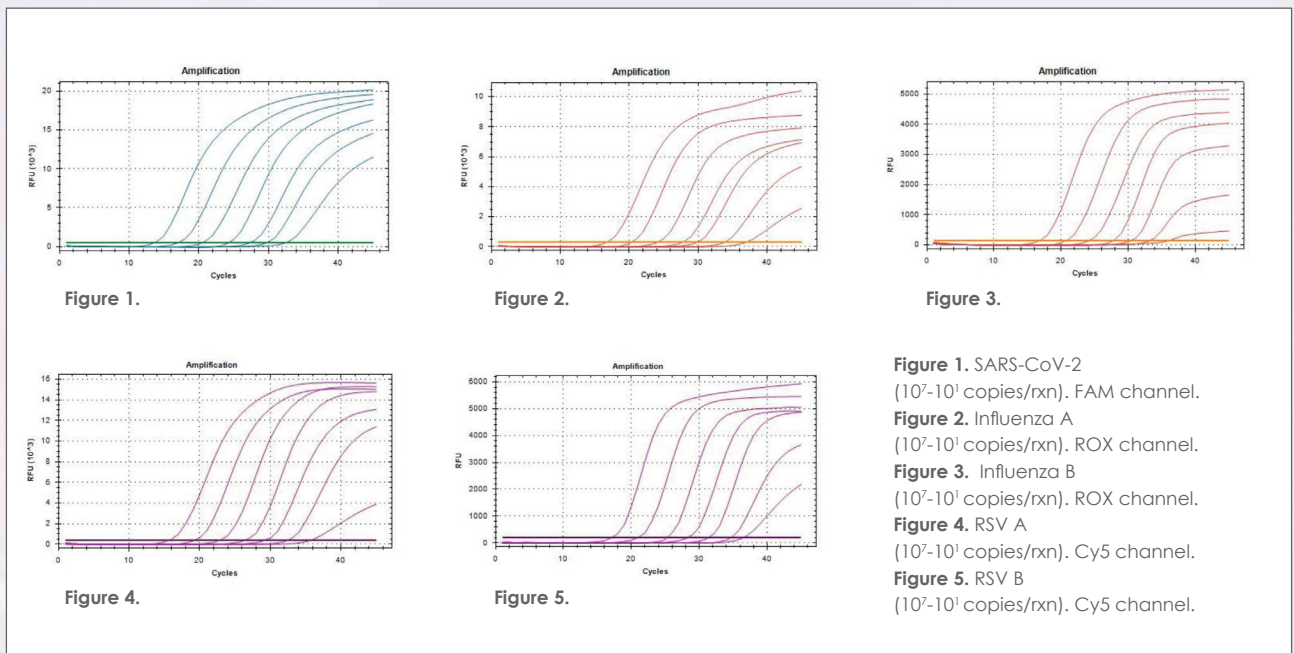 Amplification
20
15
10
5
0
RFU (10^3)
0 10 20 30 40
Cycles
Figure 1.
Amplification
10
8
6
4
2
0
RFU (10^3)
0 10 20 30 40
Cycles
Figure 2.
Amplification
5000
4000
3000
2000
1000
0
RFU
0 10 20 30 40
Cycles
Figure 3.
Amplification
16
14
12
10
8
6
4
2
0
RFU (10^3)
0 10 20 30 40
Cycles
Figure 4.
Amplification
6000
5000
4000
3000
2000
1000
0
RFU
0 10 20 30 40
Cycles
Figure 5.
Figure 1. SARS-CoV-2
(10⁷-10¹ copies/rxn). FAM channel.
Figure 2. Influenza A
(10⁷-10¹ copies/rxn). ROX channel.
Figure 3. Influenza B
(10⁷-10¹ copies/rxn). ROX channel.
Figure 4. RSV A
(10⁷-10¹ copies/rxn). Cy5 channel.
Figure 5. RSV B
(10⁷-10¹ copies/rxn). Cy5 channel.